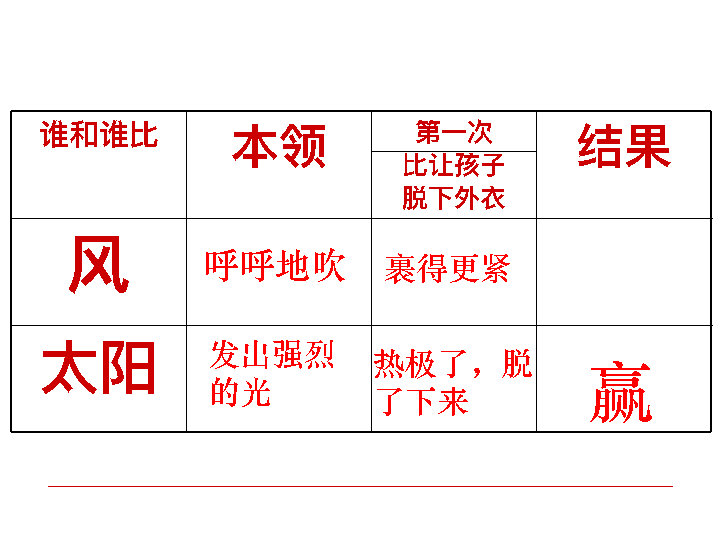 谁和谁比
本领
第一次
比让孩子
脱下外衣
结果
风
呼呼地吹
裹得更紧
太阳
发出强烈
的光
热极了，脱
了下来
赢